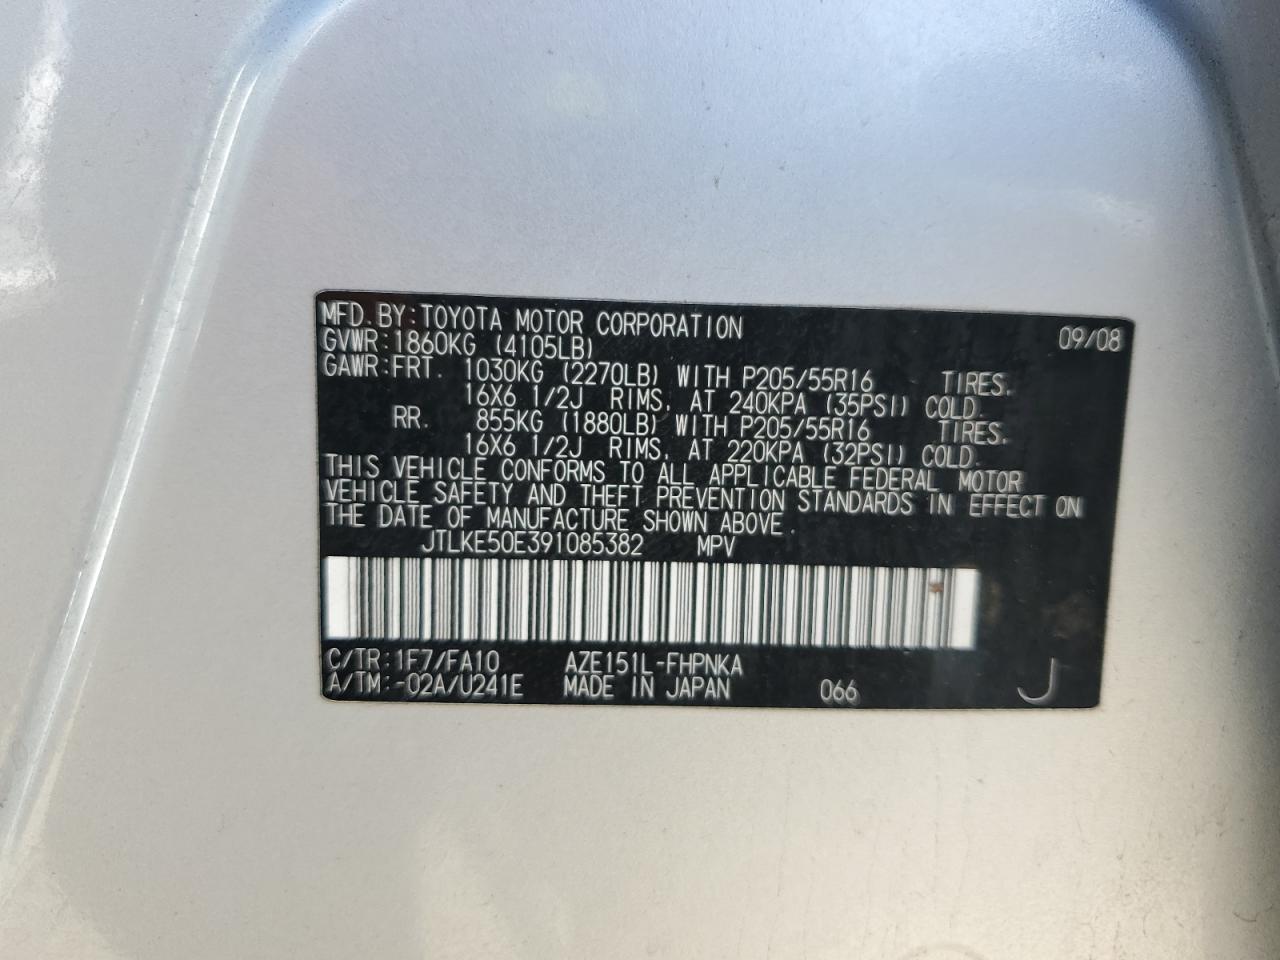 MFD. BY: TOYOTA MOTOR CORPORATION 09/08
GVWR: 1860KG (4105LB)
GAWR: FRT. 1030KG (2270LB) WITH P205/55R16 TIRES,
16X6 1/2J RIMS, AT 240KPA (35PSI) COLD.
RR. 855KG (1880LB) WITH P205/55R16 TIRES,
16X6 1/2J RIMS, AT 220KPA (32PSI) COLD.
THIS VEHICLE CONFORMS TO ALL APPLICABLE FEDERAL MOTOR
VEHICLE SAFETY AND THEFT PREVENTION STANDARDS IN EFFECT ON
THE DATE OF MANUFACTURE SHOWN ABOVE.
JTLKE50E391085382 MPV
C/TR: 1F7/FA10 AZE151L-FHPNKA
A/TM: -02A/U241E MADE IN JAPAN 066 J